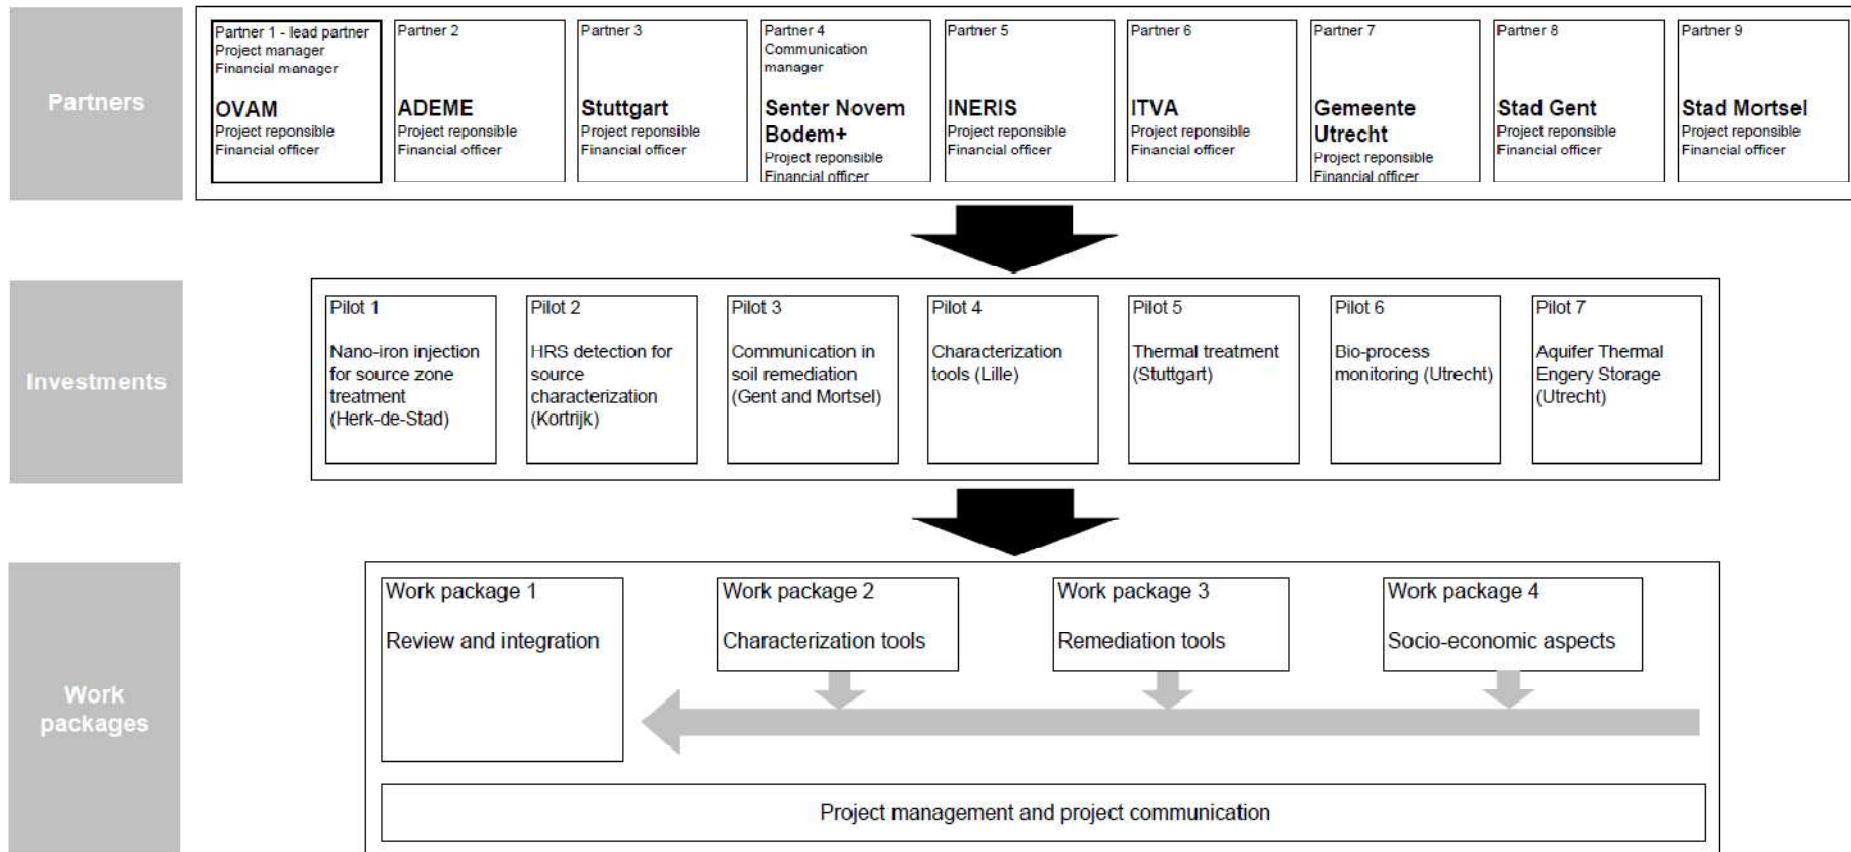 Partners
Partner 1 - lead partner
Project manager
Financial manager
OVAM
Project reponsible
Financial officer
Partner 2
ADEME
Project reponsible
Financial officer
Partner 3
Stuttgart
Project reponsible
Financial officer
Partner 4
Communication
manager
Senter Novem
Bodem+
Project reponsible
Financial officer
Partner 5
INERIS
Project reponsible
Financial officer
Partner 6
ITVA
Project reponsible
Financial officer
Partner 7
Gemeente
Utrecht
Project reponsible
Financial officer
Partner 8
Stad Gent
Project reponsible
Financial officer
Partner 9
Stad Mortsel
Project reponsible
Financial officer
Investments
Pilot 1
Nano-iron injection
for source zone
treatment
(Herk-de-Stad)
Pilot 2
HRS detection for
source
characterization
(Kortrijk)
Pilot 3
Communication in
soil remediation
(Gent and Mortsel)
Pilot 4
Characterization
tools (Lille)
Pilot 5
Thermal treatment
(Stuttgart)
Pilot 6
Bio-process
monitoring (Utrecht)
Pilot 7
Aquifer Thermal
Engery Storage
(Utrecht)
Work
packages
Work package 1
Review and integration
Work package 2
Characterization tools
Work package 3
Remediation tools
Work package 4
Socio-economic aspects
Project management and project communication